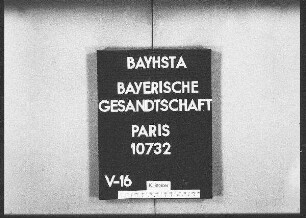 BAYHSTA
BAYERISCHE
GESANDTSCHAFT
PARIS
10732
V-16